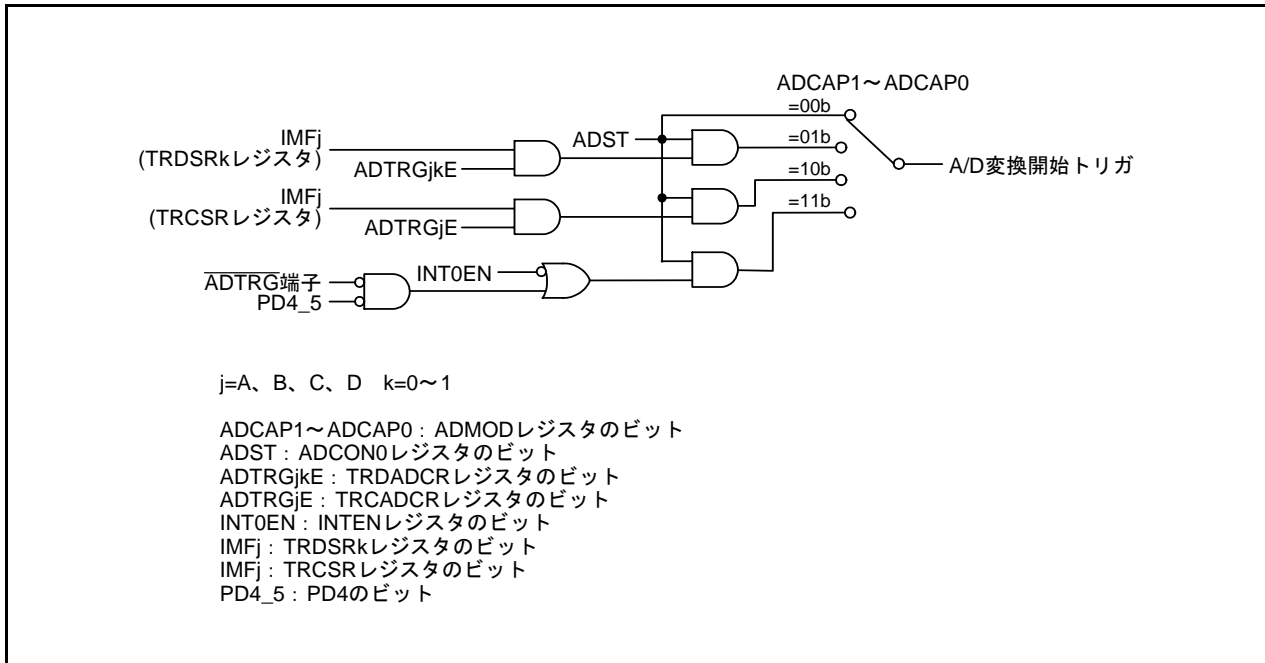 ADCAP1～ADCAP0
=00b
IMFj
(TRDSRkレジスタ)
ADTRGjkE
ADST
=01b
A/D変換開始トリガ
=10b
IMFj
(TRCSRレジスタ)
ADTRGjE
=11b
ADTRG端子
PD4_5
INT0EN
j=A、B、C、D k=0～1
ADCAP1～ADCAP0：ADMODレジスタのビット
ADST：ADCON0レジスタのビット
ADTRGjkE：TRDADCRレジスタのビット
ADTRGjE：TRCADCRレジスタのビット
INT0EN：INTENレジスタのビット
IMFj：TRDSRkレジスタのビット
IMFj：TRCSRレジスタのビット
PD4_5：PD4のビット